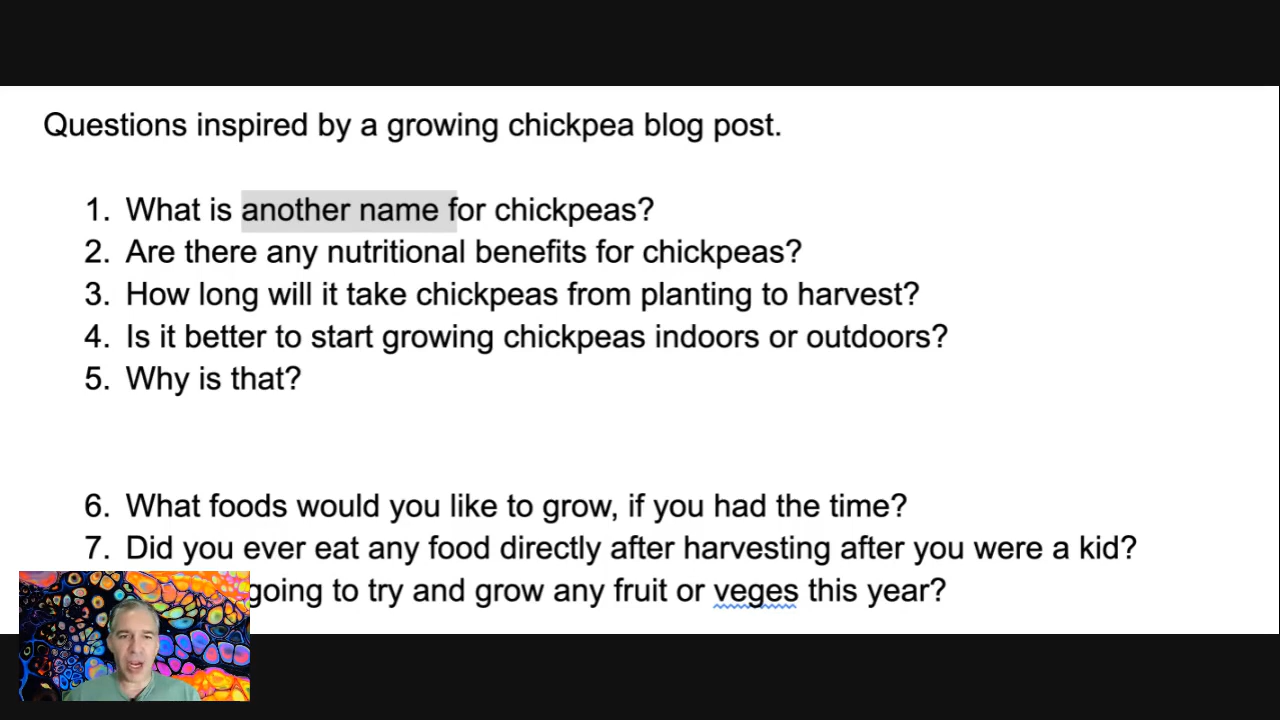 Questions inspired by a growing chickpea blog post.
1. What is another name for chickpeas?
2. Are there any nutritional benefits for chickpeas?
3. How long will it take chickpeas from planting to harvest?
4. Is it better to start growing chickpeas indoors or outdoors?
5. Why is that?
6. What foods would you like to grow, if you had the time?
7. Did you ever eat any food directly after harvesting after you were a kid?
going to try and grow any fruit or veges this year?